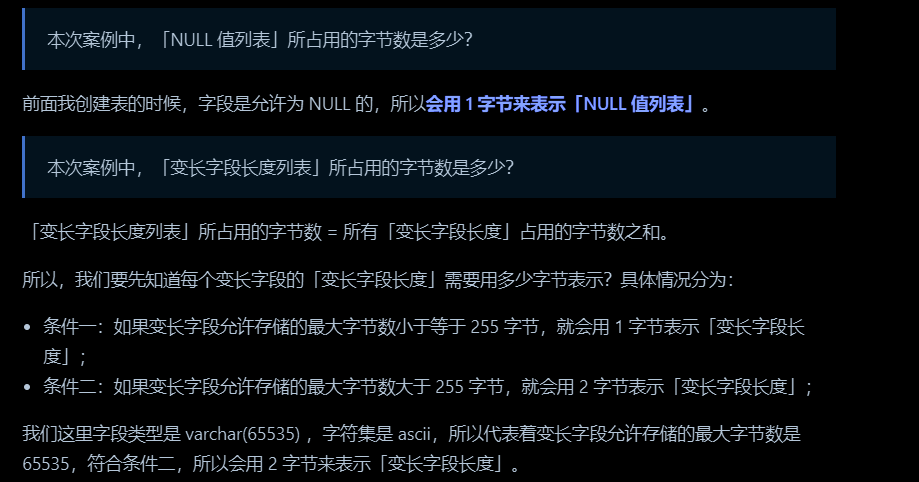 本次案例中，「NULL 值列表」所占用的字节数是多少？
前面我创建表的时候，字段是允许为 NULL 的，所以会用 1 字节来表示「NULL 值列表」。
本次案例中，「变长字段长度列表」所占用的字节数是多少？
「变长字段长度列表」所占用的字节数 = 所有「变长字段长度」占用的字节数之和。
所以，我们要先知道每个变长字段的「变长字段长度」需要用多少字节表示？具体情况分为：
• 条件一：如果变长字段允许存储的最大字节数小于等于 255 字节，就会用 1 字节表示「变长字段长
度」；
• 条件二：如果变长字段允许存储的最大字节数大于 255 字节，就会用 2 字节表示「变长字段长度」；
我们这里字段类型是 varchar(65535) ，字符集是 ascii，所以代表着变长字段允许存储的最大字节数是
65535，符合条件二，所以会用 2 字节来表示「变长字段长度」。